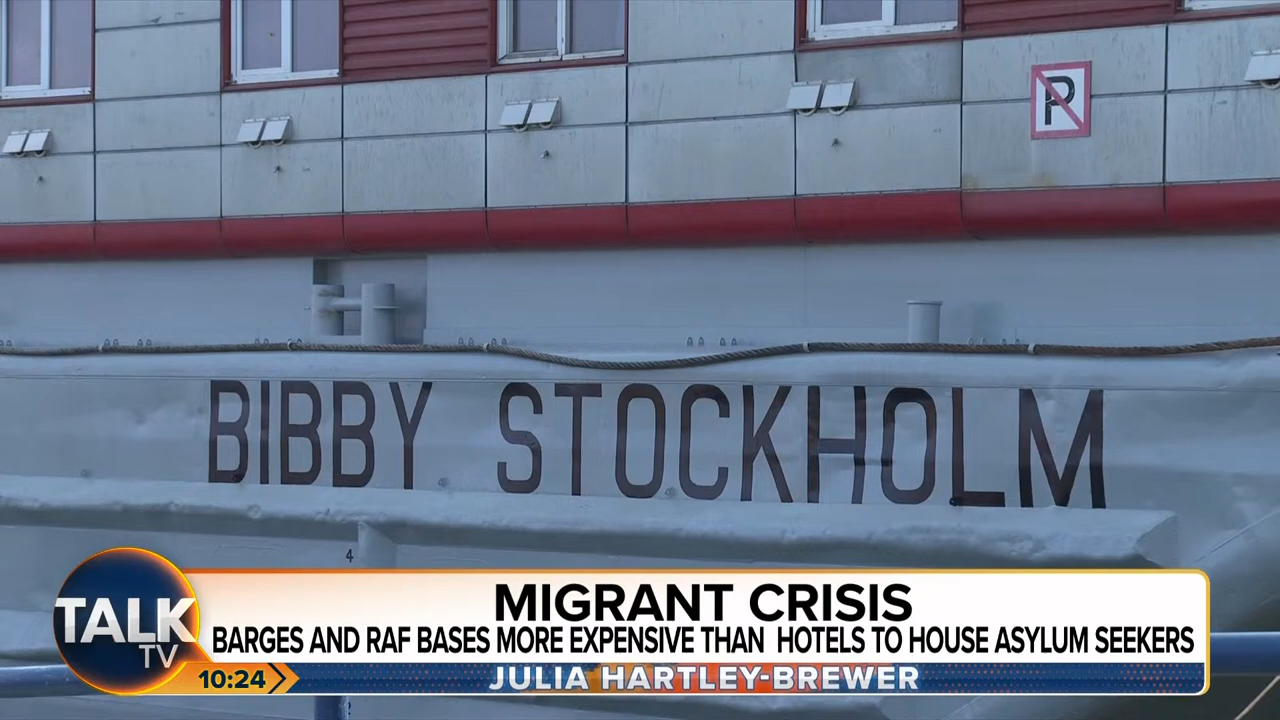 P
BIBBY STOCKHOLM
4
TALK
TV
MIGRANT CRISIS
BARGES AND RAF BASES MORE EXPENSIVE THAN HOTELS TO HOUSE ASYLUM SEEKERS
10:24
JULIA HARTLEY-BREWER